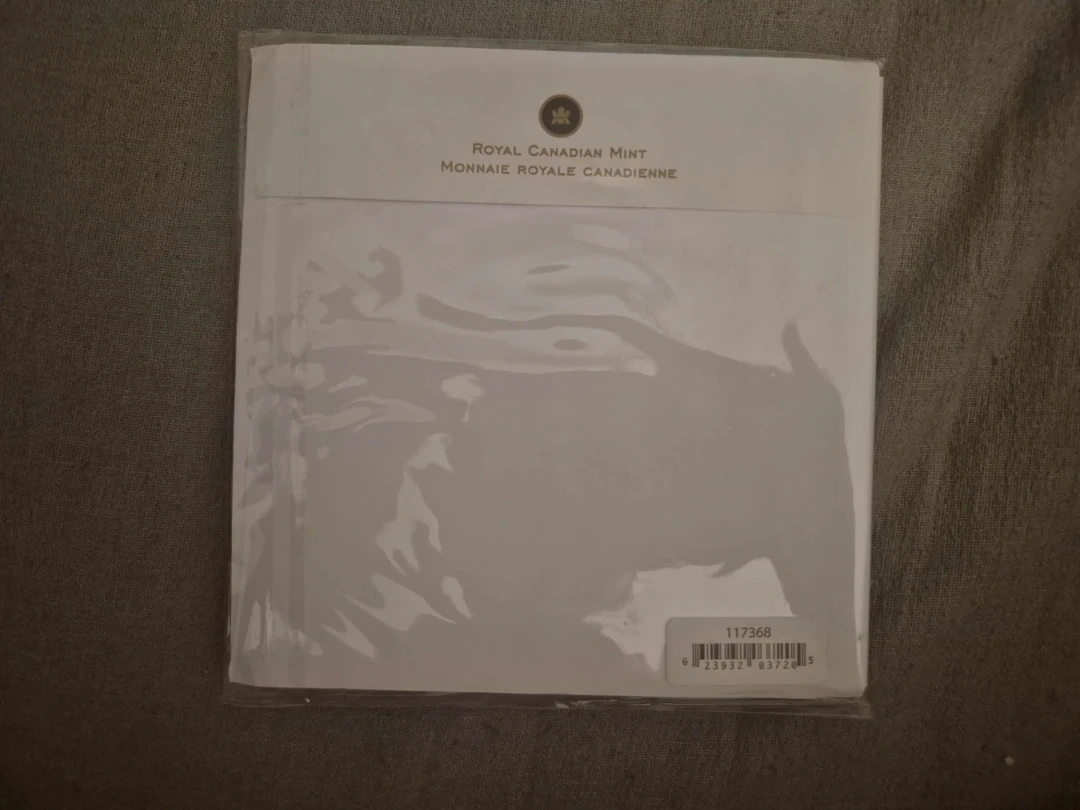 Royal Canadian Mint
Monnaie royale canadienne
117368
6 23932 03720 5